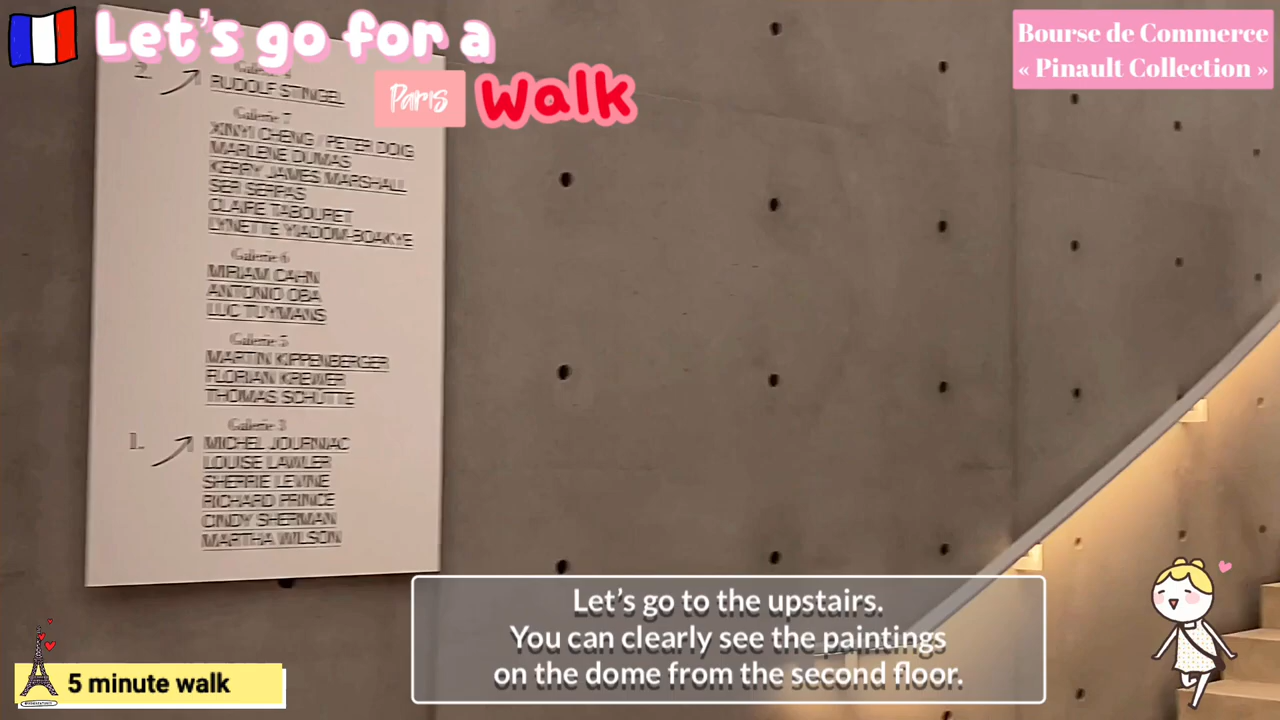 Let's go for a
Paris Walk
Bourse de Commerce
« Pinault Collection »
2.
RUDOLF STINGEL
Galerie 7
XINYI CHENG / PETER DOIG
MARLENE DUMAS
KERRY JAMES MARSHALL
SER SERPAS
CLAIRE TABOURET
LYNETTE YIADOM-BOAKYE
Galerie 6
MIRIAM CAHN
ANTONIO OBA
LUC TUYMANS
Galerie 5
MARTIN KIPPENBERGER
FLORIAN KREWER
THOMAS SCHÜTTE
Galerie 3
1.
MICHEL JOURNIAC
LOUISE LAWLER
SHERRIE LEVINE
RICHARD PRINCE
CINDY SHERMAN
MARTHA WILSON
Let's go to the upstairs.
You can clearly see the paintings
on the dome from the second floor.
5 minute walk